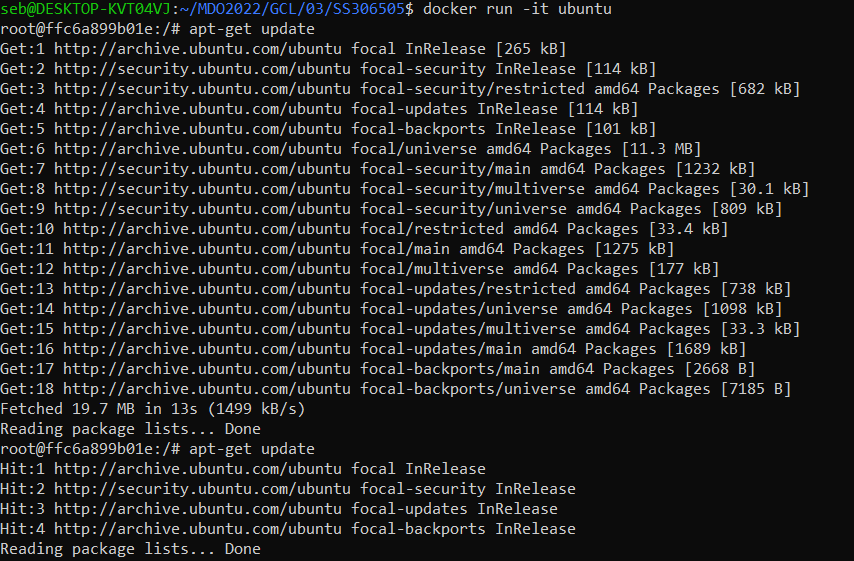 seb@DESKTOP-KVT04VJ:~/MDO2022/GCL/03/SS306505$ docker run -it ubuntu
root@ffc6a899b01e:/# apt-get update
Get:1 http://archive.ubuntu.com/ubuntu focal InRelease [265 kB]
Get:2 http://security.ubuntu.com/ubuntu focal-security InRelease [114 kB]
Get:3 http://security.ubuntu.com/ubuntu focal-security/restricted amd64 Packages [682 kB]
Get:4 http://archive.ubuntu.com/ubuntu focal-updates InRelease [114 kB]
Get:5 http://archive.ubuntu.com/ubuntu focal-backports InRelease [101 kB]
Get:6 http://archive.ubuntu.com/ubuntu focal/universe amd64 Packages [11.3 MB]
Get:7 http://security.ubuntu.com/ubuntu focal-security/main amd64 Packages [1232 kB]
Get:8 http://security.ubuntu.com/ubuntu focal-security/multiverse amd64 Packages [30.1 kB]
Get:9 http://security.ubuntu.com/ubuntu focal-security/universe amd64 Packages [809 kB]
Get:10 http://archive.ubuntu.com/ubuntu focal/restricted amd64 Packages [33.4 kB]
Get:11 http://archive.ubuntu.com/ubuntu focal/main amd64 Packages [1275 kB]
Get:12 http://archive.ubuntu.com/ubuntu focal/multiverse amd64 Packages [177 kB]
Get:13 http://archive.ubuntu.com/ubuntu focal-updates/restricted amd64 Packages [738 kB]
Get:14 http://archive.ubuntu.com/ubuntu focal-updates/universe amd64 Packages [1098 kB]
Get:15 http://archive.ubuntu.com/ubuntu focal-updates/multiverse amd64 Packages [33.3 kB]
Get:16 http://archive.ubuntu.com/ubuntu focal-updates/main amd64 Packages [1689 kB]
Get:17 http://archive.ubuntu.com/ubuntu focal-backports/main amd64 Packages [2668 B]
Get:18 http://archive.ubuntu.com/ubuntu focal-backports/universe amd64 Packages [7185 B]
Fetched 19.7 MB in 13s (1499 kB/s)
Reading package lists... Done
root@ffc6a899b01e:/# apt-get update
Hit:1 http://archive.ubuntu.com/ubuntu focal InRelease
Hit:2 http://security.ubuntu.com/ubuntu focal-security InRelease
Hit:3 http://archive.ubuntu.com/ubuntu focal-updates InRelease
Hit:4 http://archive.ubuntu.com/ubuntu focal-backports InRelease
Reading package lists... Done